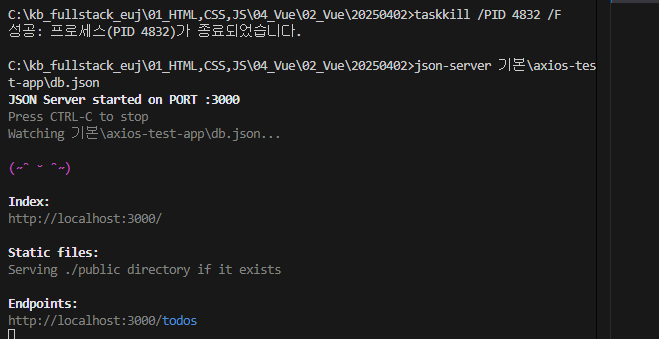 C:\kb_fullstack_euj\01_HTML,CSS,JS\04_Vue\02_Vue\20250402>taskkill /PID 4832 /F
성공: 프로세스(PID 4832)가 종료되었습니다.
C:\kb_fullstack_euj\01_HTML,CSS,JS\04_Vue\02_Vue\20250402>json-server 기본\axios-tes
t-app\db.json
JSON Server started on PORT :3000
Press CTRL-C to stop
Watching 기본\axios-test-app\db.json...
(~^ ˘ ^~)
Index:
http://localhost:3000/
Static files:
Serving ./public directory if it exists
Endpoints:
http://localhost:3000/todos